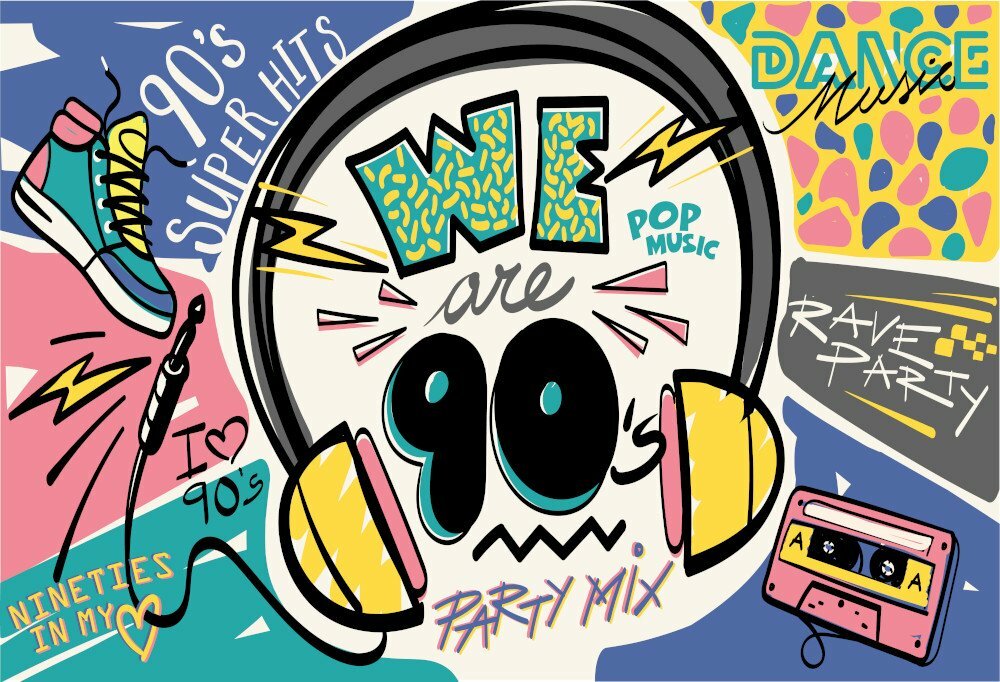 90's
SUPER HITS
DANCE
Music
WE
are
90's
POP
MUSIC
RAVE
PARTY
I ♡
90's'
NINETIES
IN MY ♡
PARTY MIX
A
A